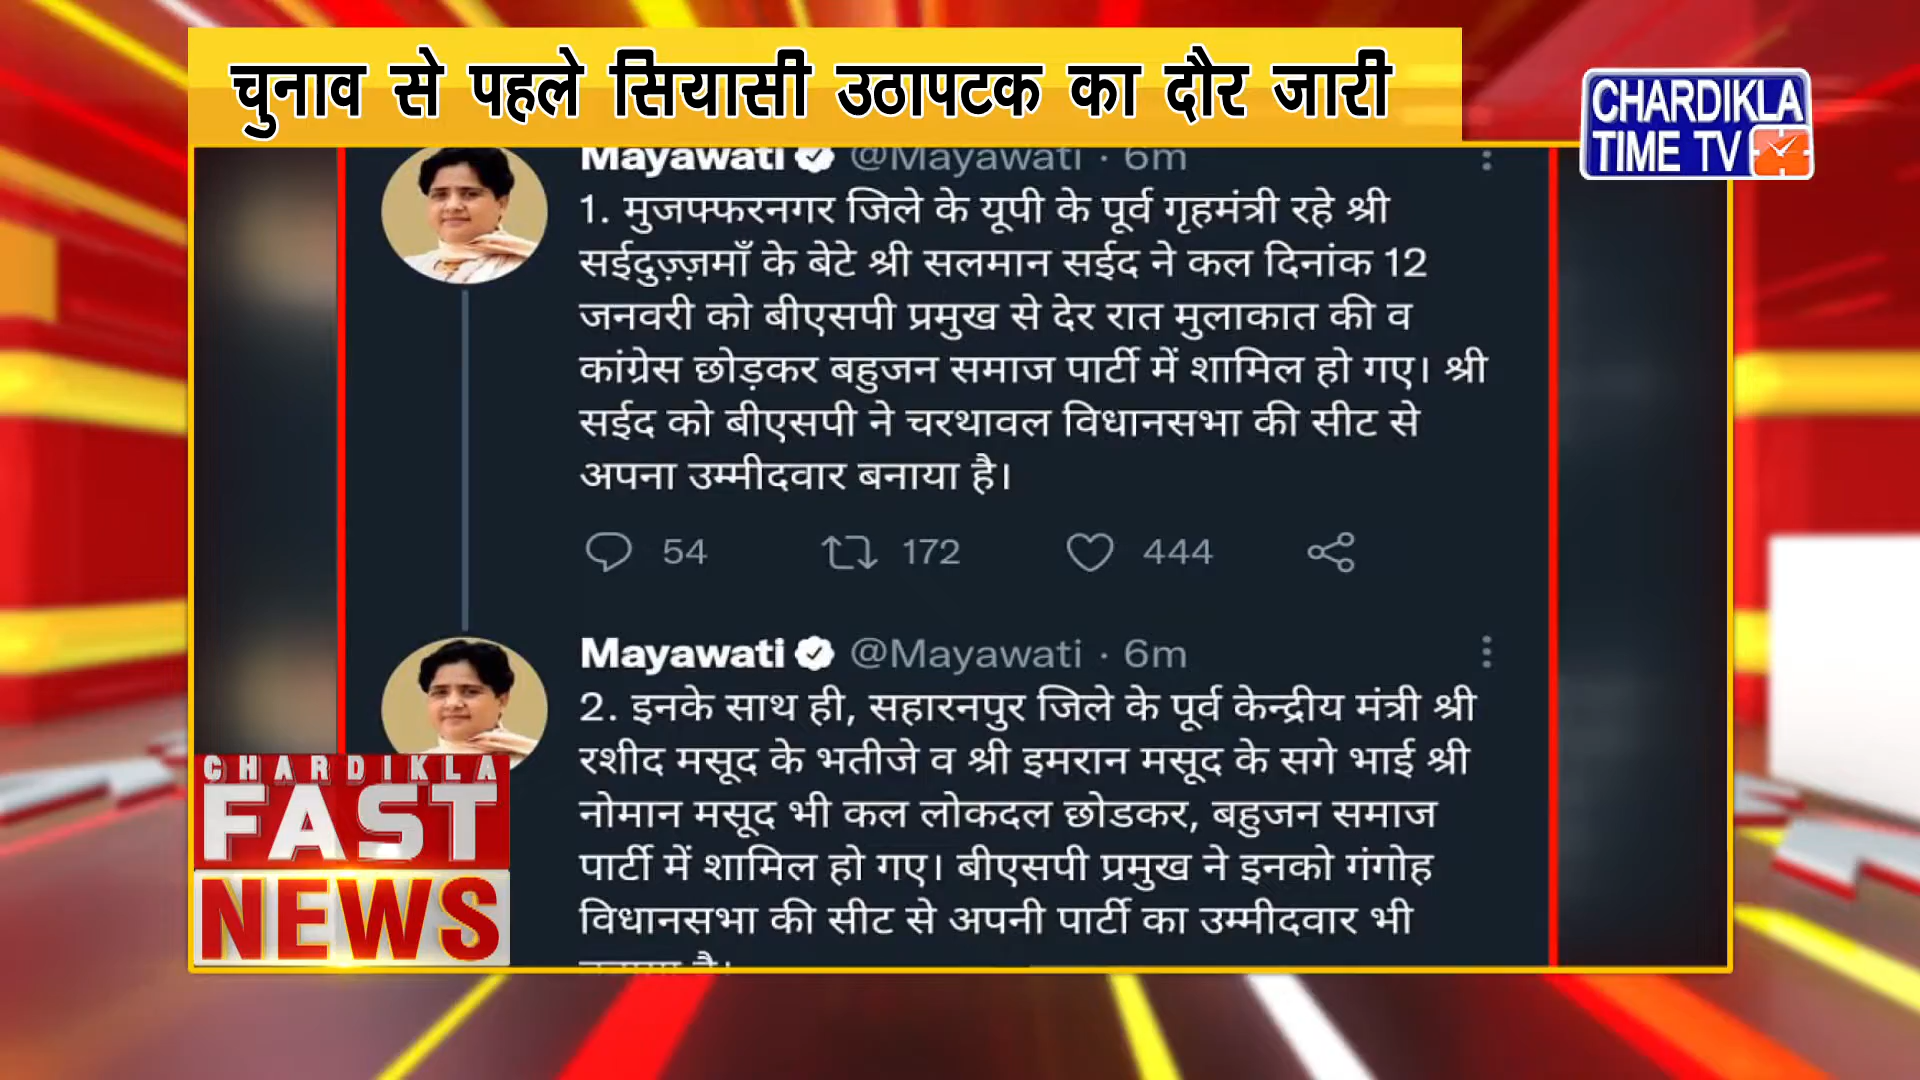 चुनाव से पहले सियासी उठापटक का दौर जारी
CHARDIKLA
TIME TV
Mayawati @Mayawati · 6m
1. मुजफ्फरनगर जिले के यूपी के पूर्व गृहमंत्री रहे श्री
सईदुज़्ज़माँ के बेटे श्री सलमान सईद ने कल दिनांक 12
जनवरी को बीएसपी प्रमुख से देर रात मुलाकात की व
कांग्रेस छोड़कर बहुजन समाज पार्टी में शामिल हो गए। श्री
सईद को बीएसपी ने चरथावल विधानसभा की सीट से
अपना उम्मीदवार बनाया है।
54 172 444
Mayawati @Mayawati · 6m
2. इनके साथ ही, सहारनपुर जिले के पूर्व केन्द्रीय मंत्री श्री
रशीद मसूद के भतीजे व श्री इमरान मसूद के सगे भाई श्री
नोमान मसूद भी कल लोकदल छोडकर, बहुजन समाज
पार्टी में शामिल हो गए। बीएसपी प्रमुख ने इनको गंगोह
विधानसभा की सीट से अपनी पार्टी का उम्मीदवार भी
है।
CHARDIKLA
FAST
NEWS